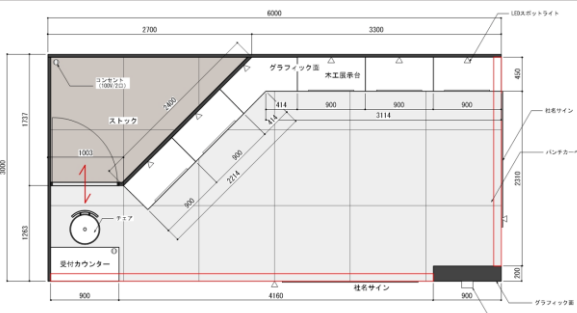 6000
LEDスポットライト
2700
3300
コンセント
(100V/2口)
グラフィック面
木工展示台
450
2400
ストック
414
900
900
900
1737
3114
社名サイン
414
3000
1003
900
パンチカーペ
2214
2310
900
チェア
1263
受付カウンター
200
社名サイン
900
4160
900
グラフィック面